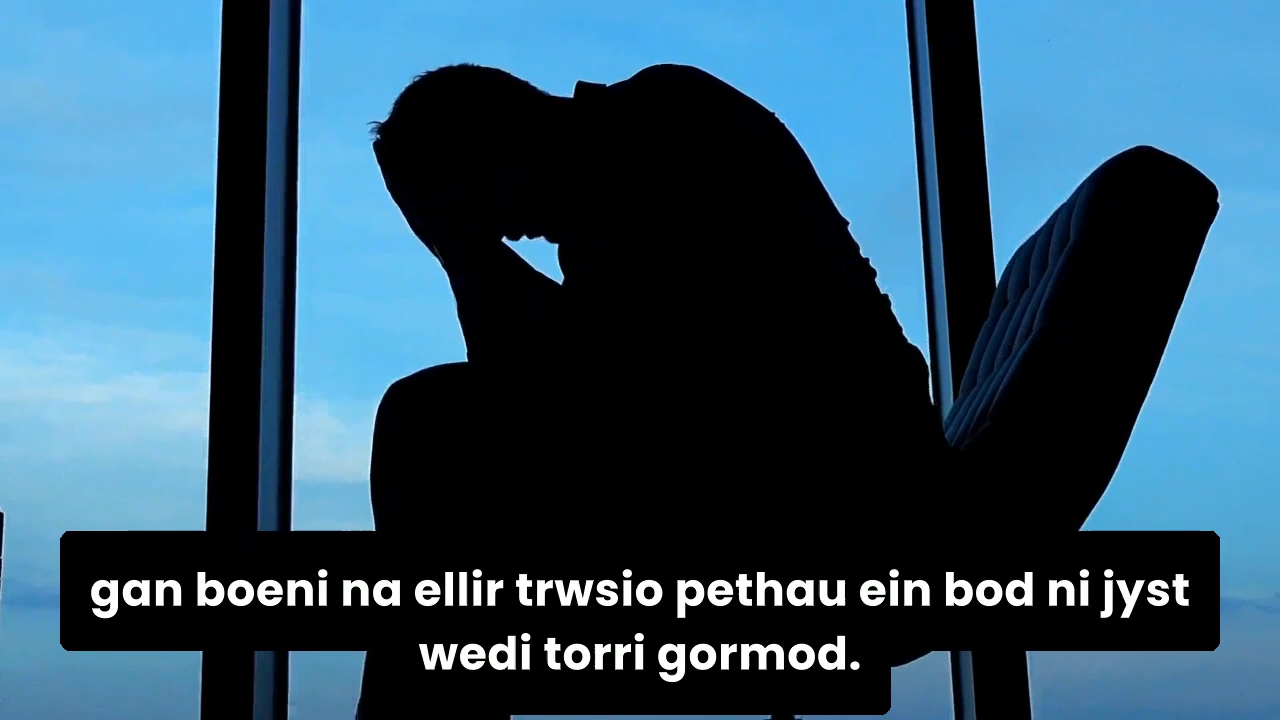 gan boeni na ellir trwsio pethau ein bod ni jyst
wedi torri gormod.